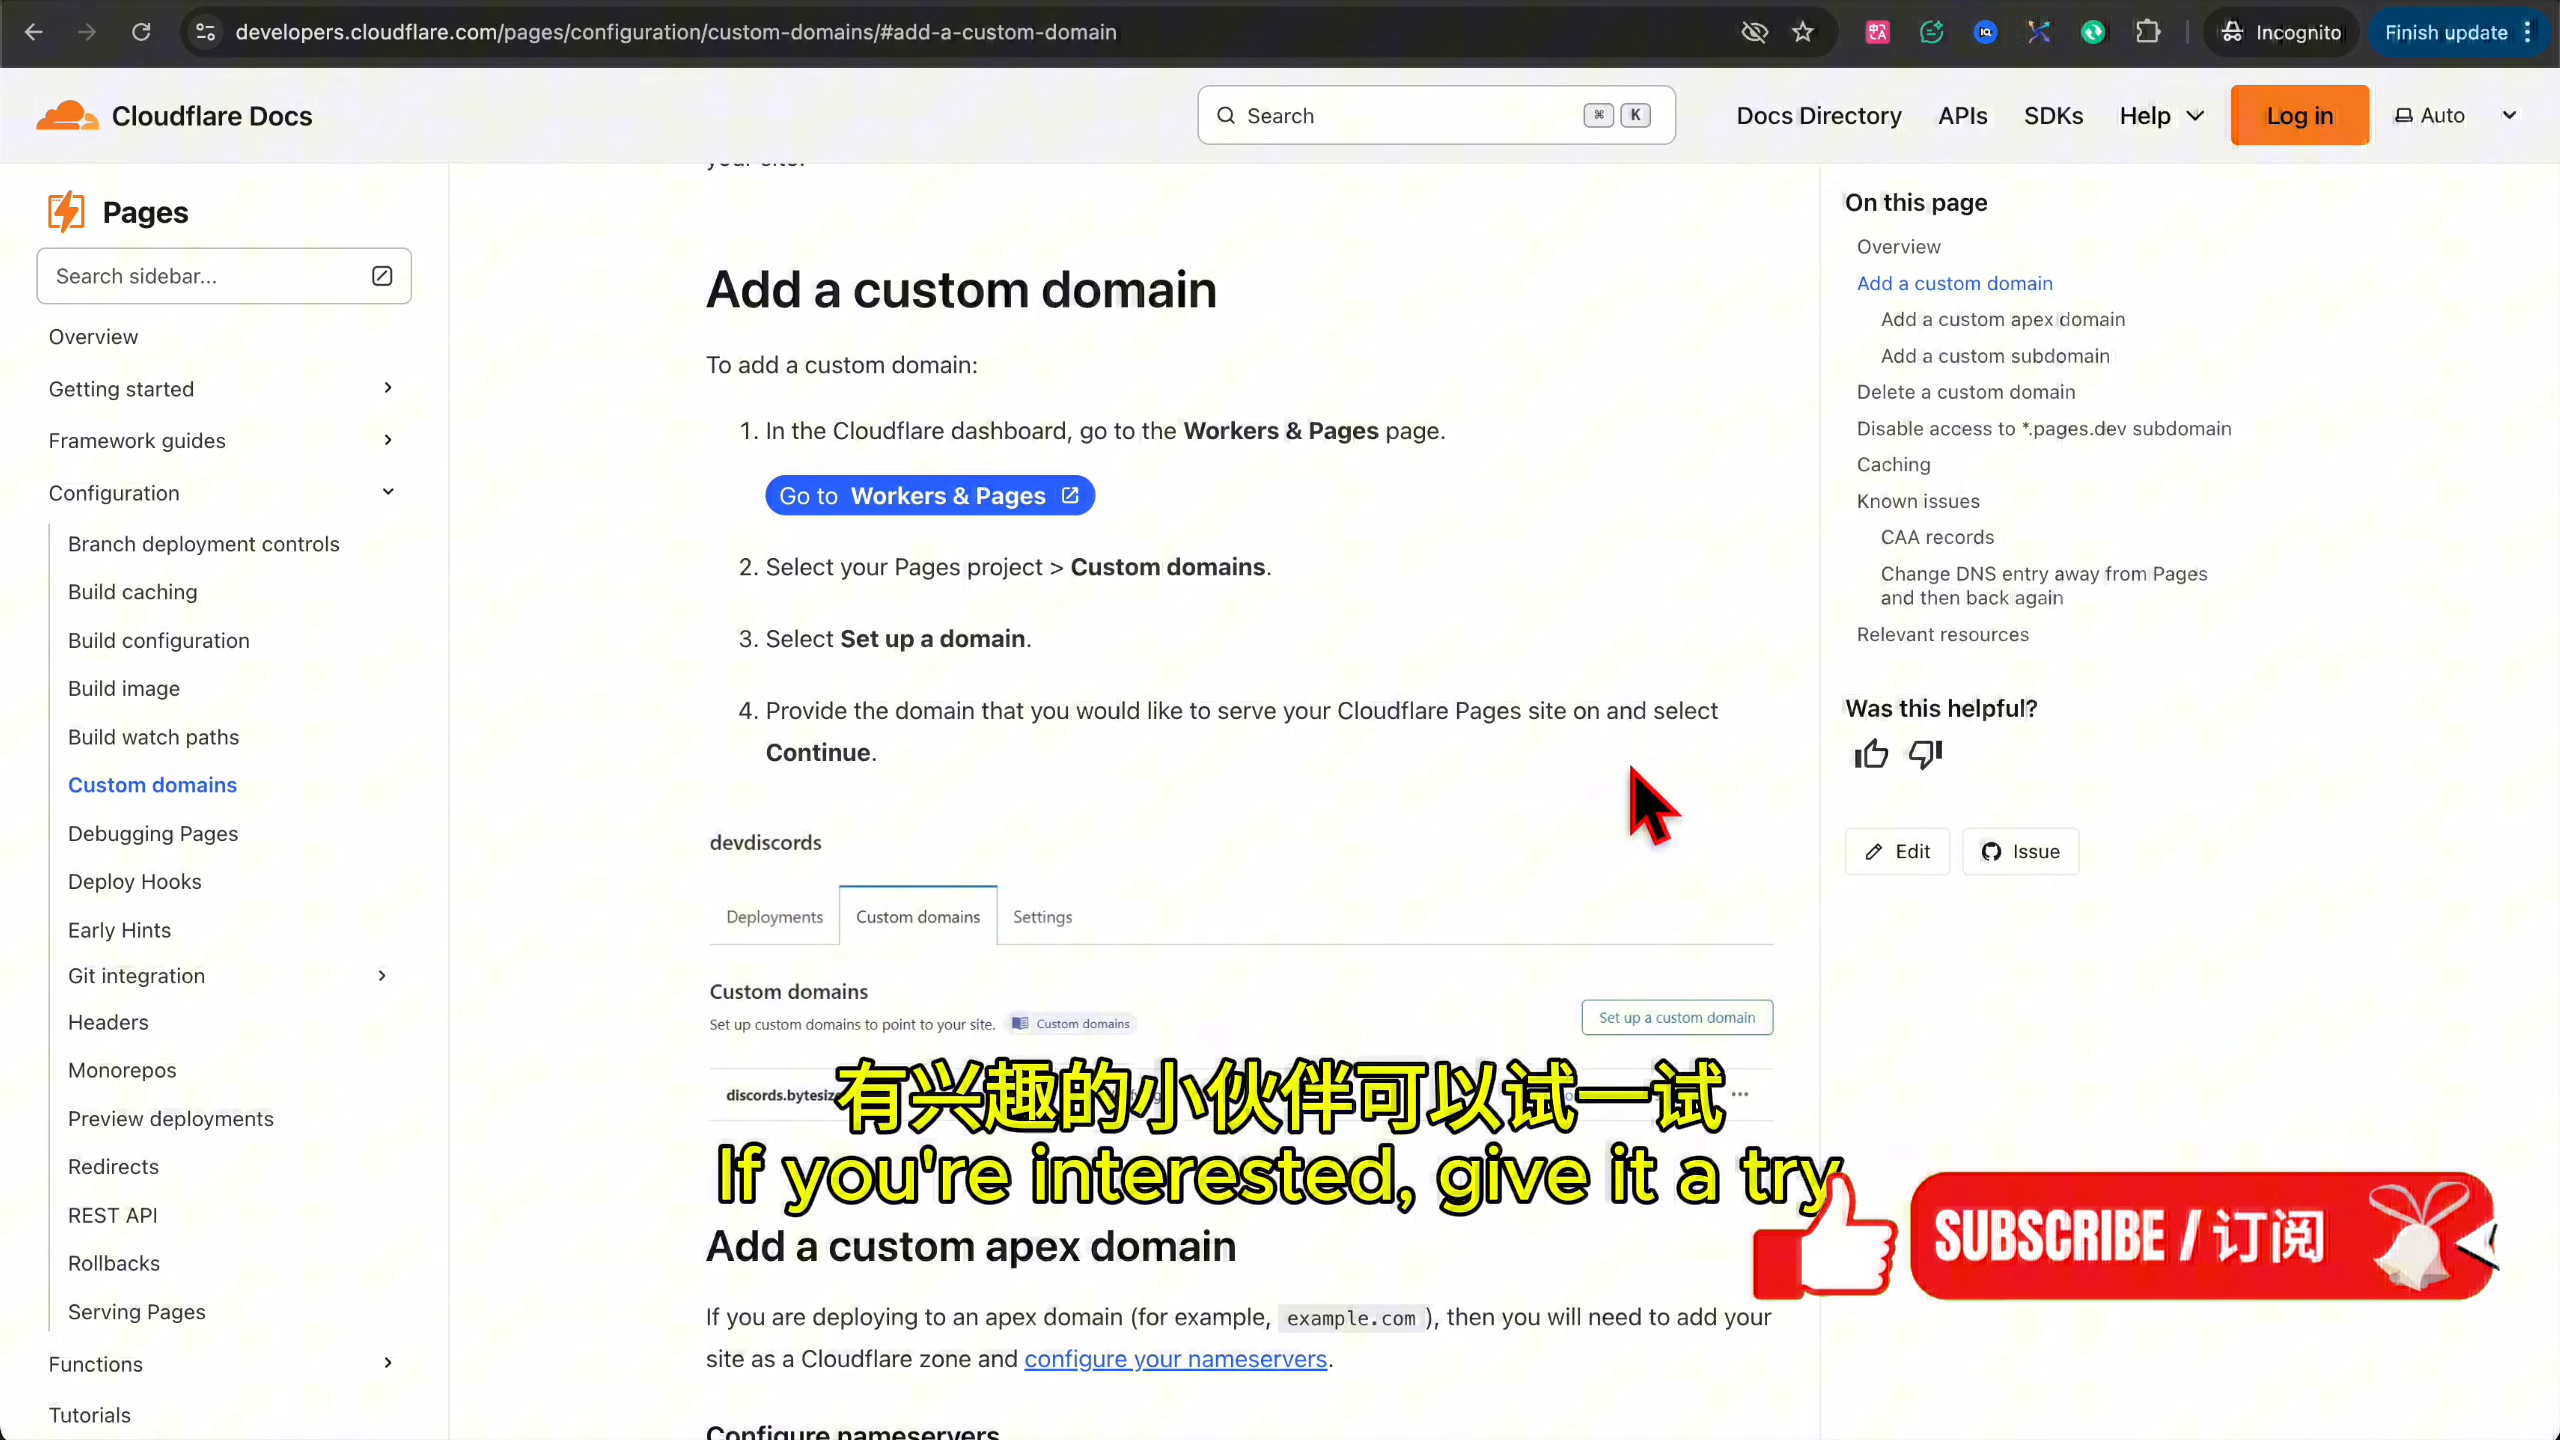 developers.cloudflare.com/pages/configuration/custom-domains/#add-a-custom-domain
Incognito
Finish update
Cloudflare Docs
Search
⌘ K
Docs Directory
APIs
SDKs
Help
Log in
Auto
Pages
Search sidebar...
Overview
Getting started
Framework guides
Configuration
Branch deployment controls
Build caching
Build configuration
Build image
Build watch paths
Custom domains
Debugging Pages
Deploy Hooks
Early Hints
Git integration
Headers
Monorepos
Preview deployments
Redirects
REST API
Rollbacks
Serving Pages
Functions
Tutorials
your site.
Add a custom domain
To add a custom domain:
1. In the Cloudflare dashboard, go to the Workers & Pages page.
Go to Workers & Pages
2. Select your Pages project > Custom domains.
3. Select Set up a domain.
4. Provide the domain that you would like to serve your Cloudflare Pages site on and select
Continue.
devdiscords
Deployments
Custom domains
Settings
Custom domains
Set up custom domains to point to your site.
Custom domains
Set up a custom domain
有兴趣的小伙伴可以试一试
If you're interested, give it a try
Add a custom apex domain
If you are deploying to an apex domain (for example, example.com ), then you will need to add your
site as a Cloudflare zone and configure your nameservers.
Configure nameservers
On this page
Overview
Add a custom domain
Add a custom apex domain
Add a custom subdomain
Delete a custom domain
Disable access to *.pages.dev subdomain
Caching
Known issues
CAA records
Change DNS entry away from Pages
and then back again
Relevant resources
Was this helpful?
Edit
Issue
SUBSCRIBE / 订阅